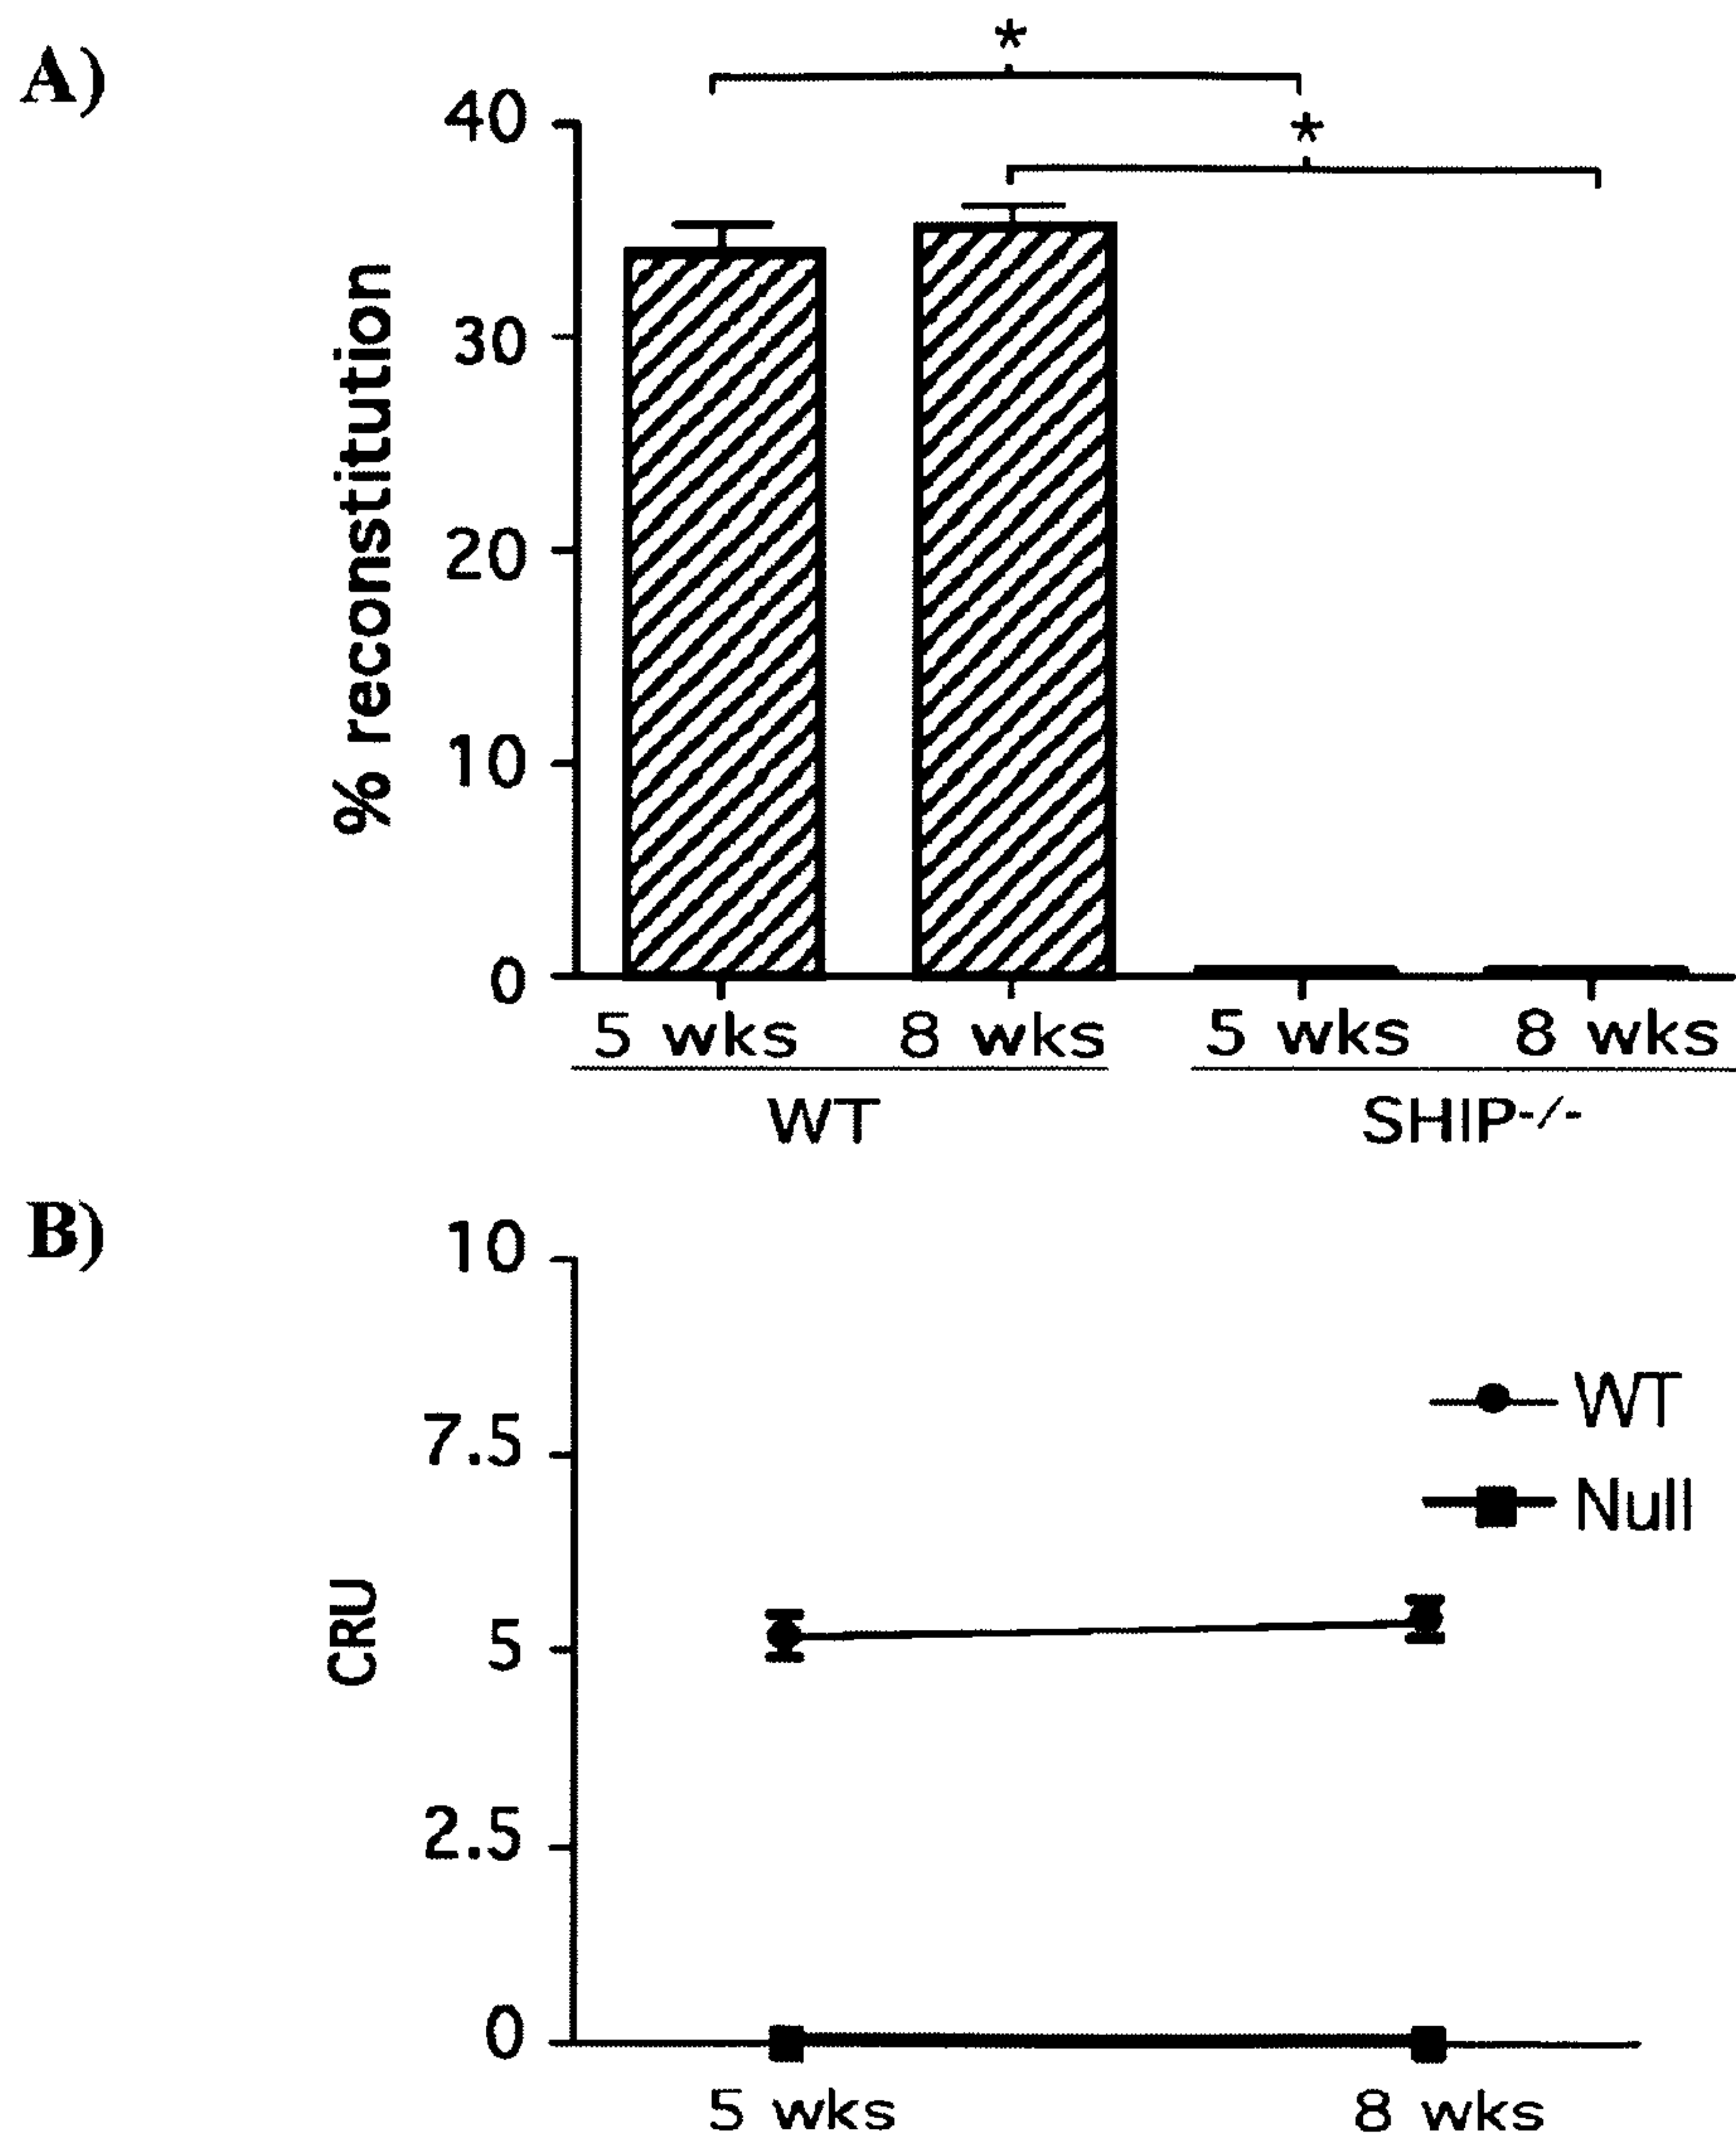 A)
*
*
40
30
20
10
0
% reconstitution
5 wks 8 wks 5 wks 8 wks
WT SHIP-/-
B)
10
7.5
5
2.5
0
CRU
WT
Null
5 wks 8 wks